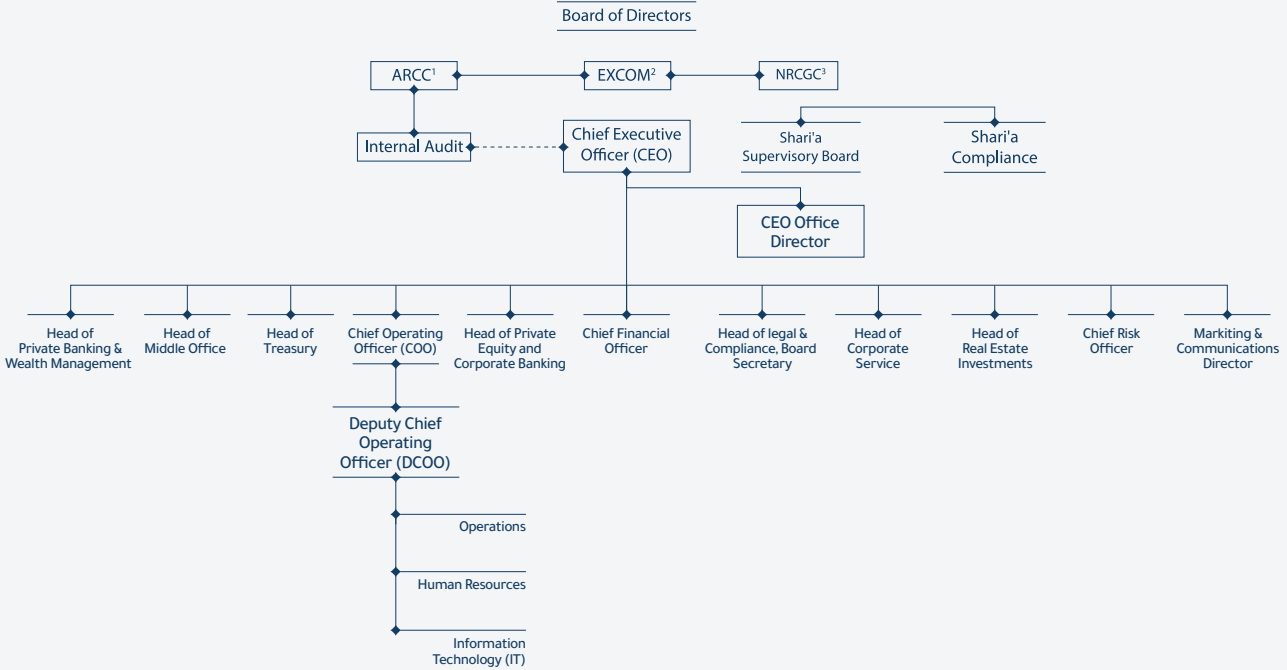 Board of Directors
ARCC¹
EXCOM²
NRCGC³
Internal Audit
Chief Executive
Officer (CEO)
Shari'a
Supervisory Board
Shari'a
Compliance
CEO Office
Director
Head of
Private Banking &
Wealth Management
Head of
Middle Office
Head of
Treasury
Chief Operating
Officer (COO)
Head of Private
Equity and
Corporate Banking
Chief Financial
Officer
Head of legal &
Compliance, Board
Secretary
Head of
Corporate
Service
Head of
Real Estate
Investments
Chief Risk
Officer
Markiting &
Communications
Director
Deputy Chief
Operating
Officer (DCOO)
Operations
Human Resources
Information
Technology (IT)